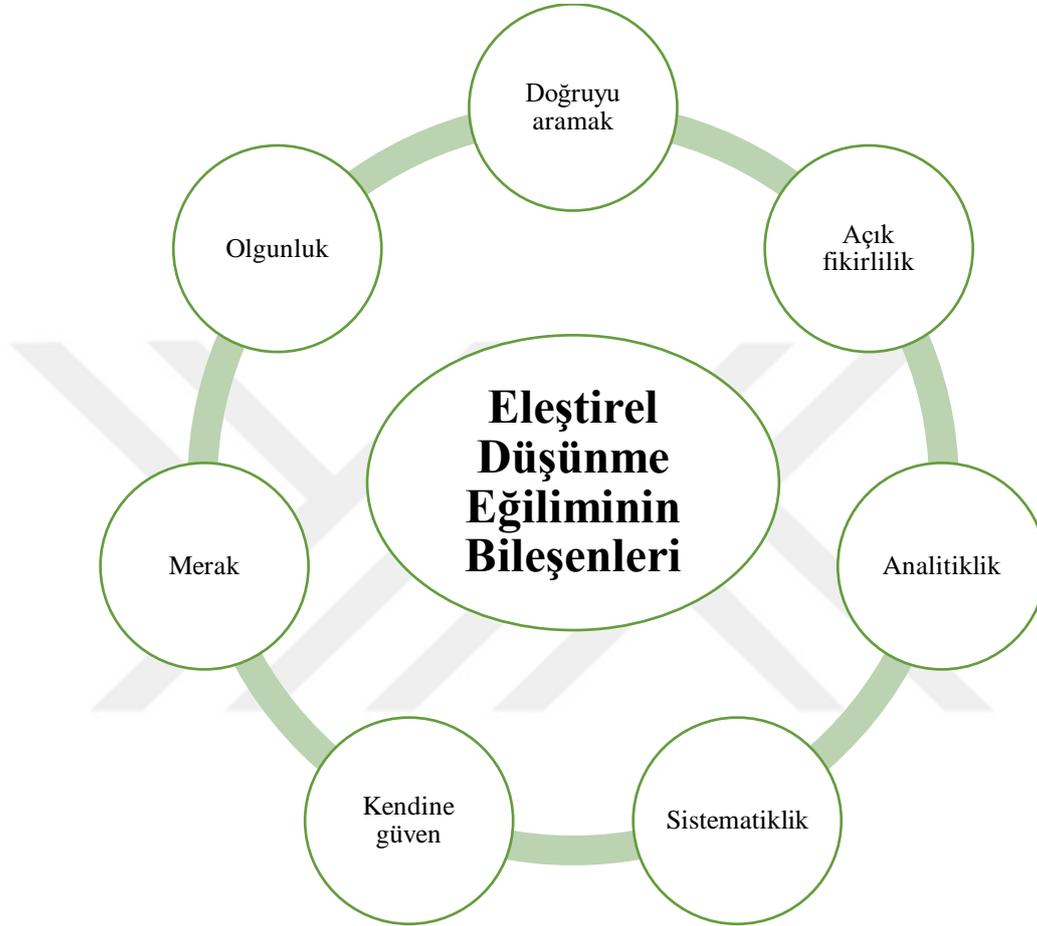 Doğruyu
aramak
Açık
fikirlilik
Analitiklik
Sistematiklik
Kendine
güven
Merak
Olgunluk
Eleştirel
Düşünme
Eğiliminin
Bileşenleri